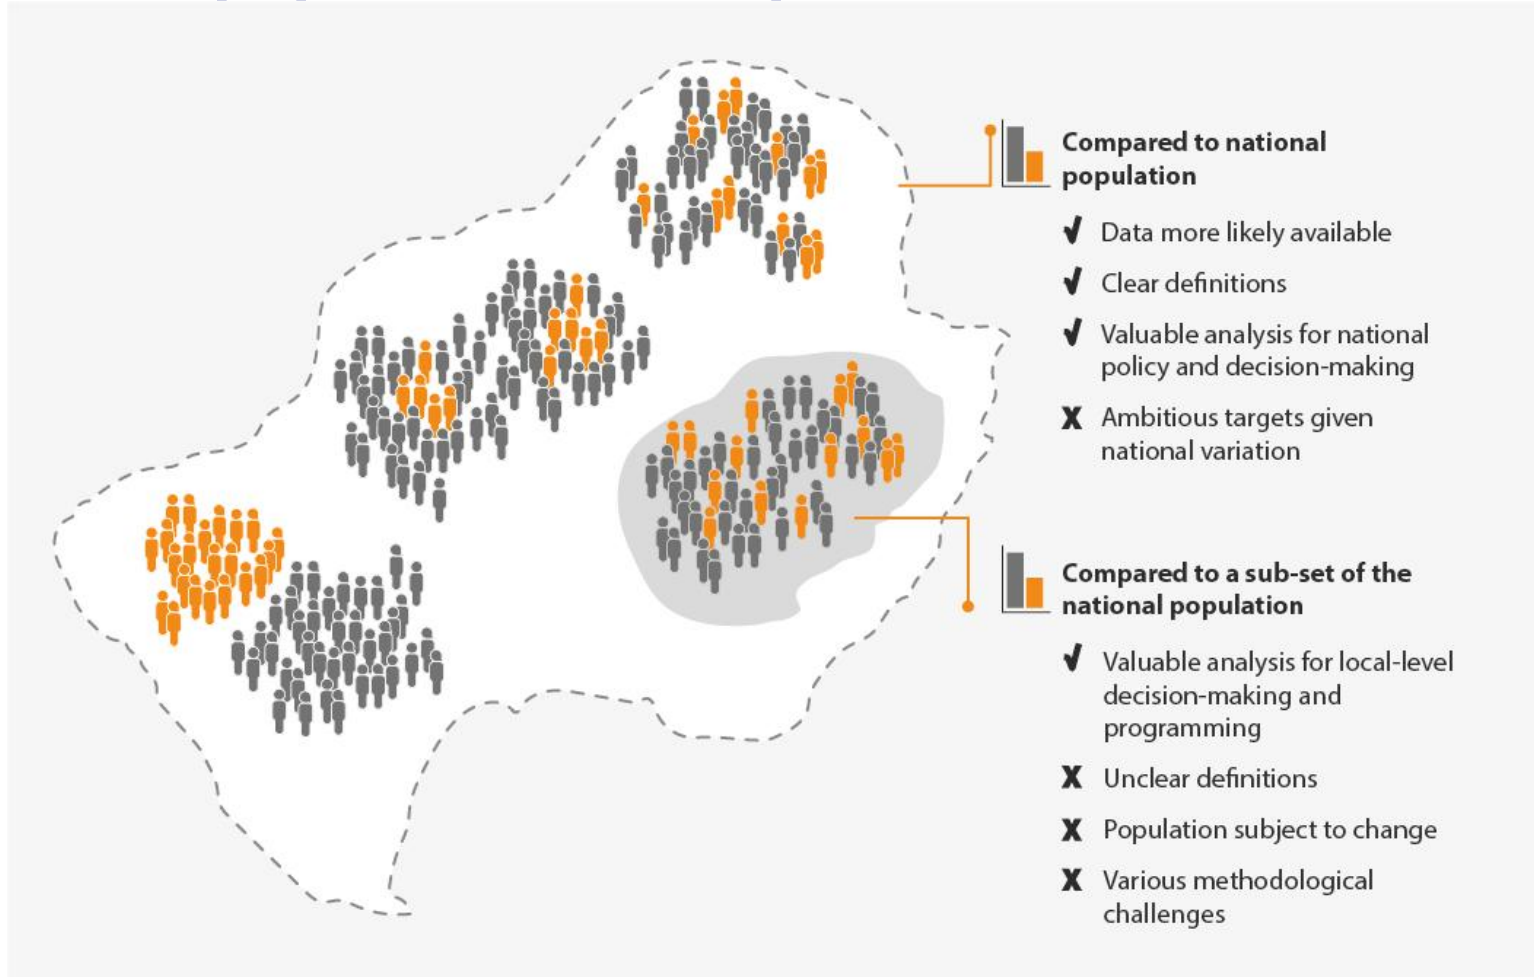 Compared to national
population
✔ Data more likely available
✔ Clear definitions
✔ Valuable analysis for national
policy and decision-making
✘ Ambitious targets given
national variation
Compared to a sub-set of the
national population
✔ Valuable analysis for local-level
decision-making and
programming
✘ Unclear definitions
✘ Population subject to change
✘ Various methodological
challenges